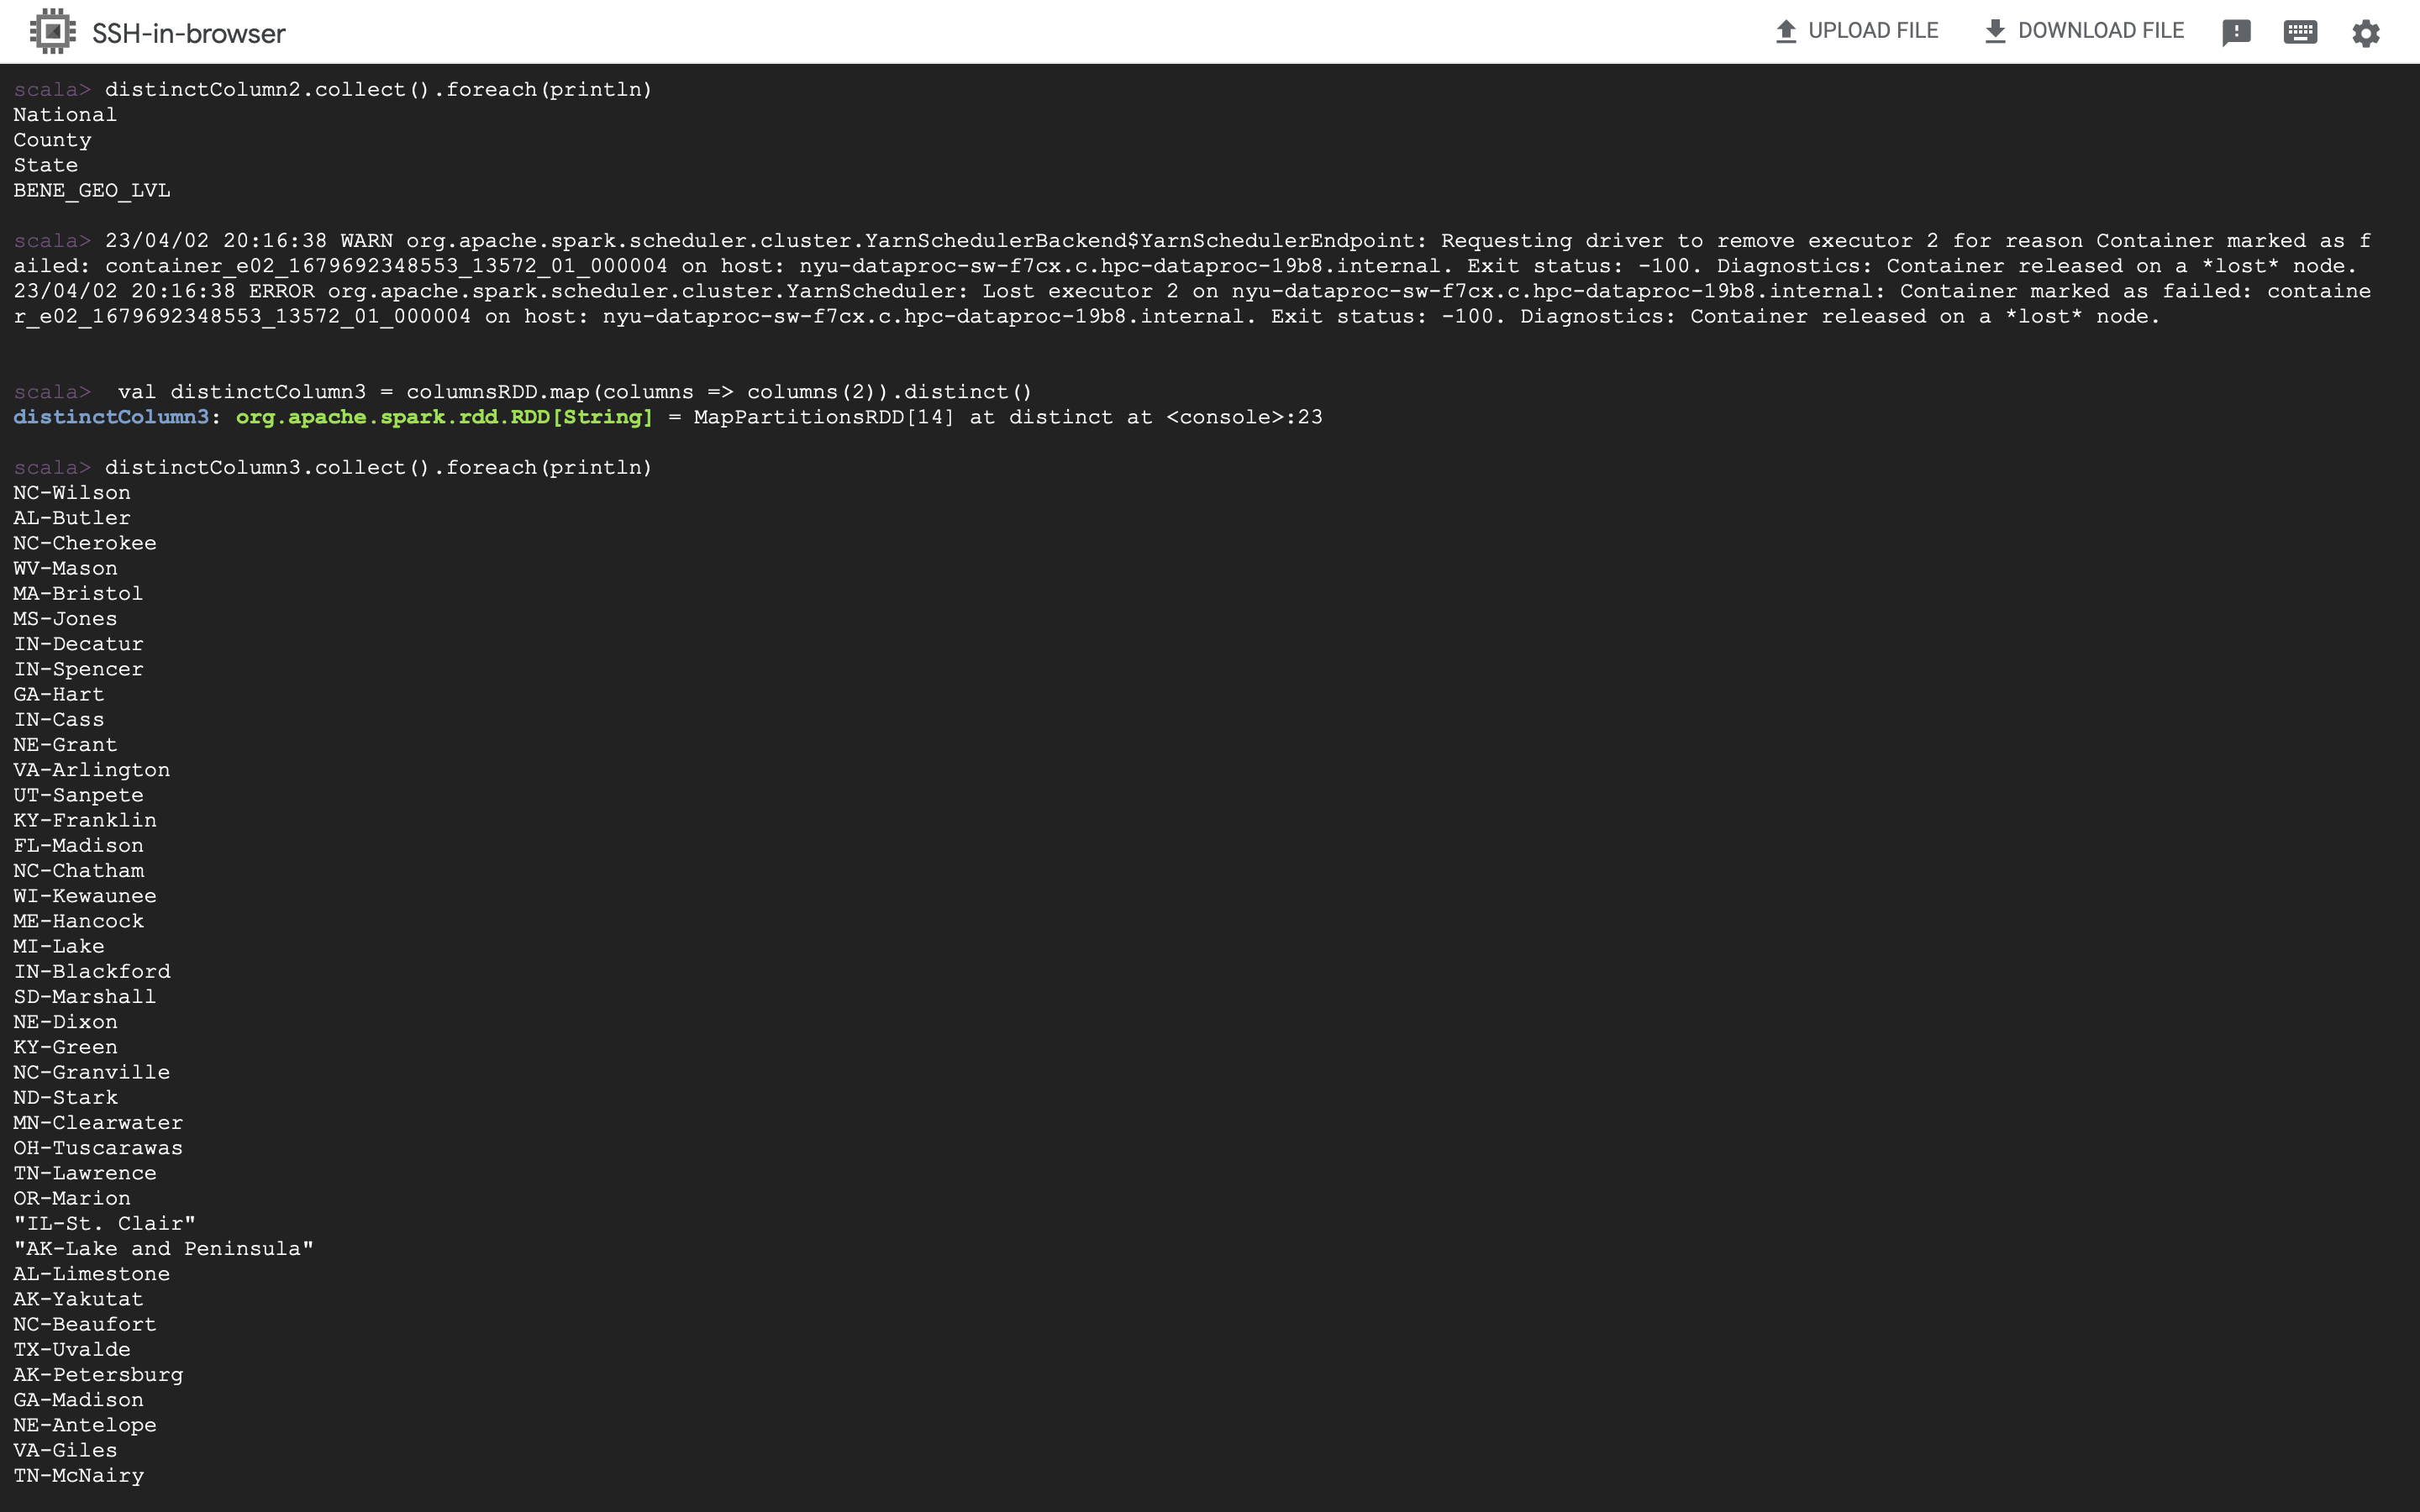 SSH-in-browser
UPLOAD FILE
DOWNLOAD FILE
scala> distinctColumn2.collect().foreach(println)
National
County
State
BENE_GEO_LVL
scala> 23/04/02 20:16:38 WARN org.apache.spark.scheduler.cluster.YarnSchedulerBackend$YarnSchedulerEndpoint: Requesting driver to remove executor 2 for reason Container marked as f
ailed: container_e02_1679692348553_13572_01_000004 on host: nyu-dataproc-sw-f7cx.c.hpc-dataproc-19b8.internal. Exit status: -100. Diagnostics: Container released on a *lost* node.
23/04/02 20:16:38 ERROR org.apache.spark.scheduler.cluster.YarnScheduler: Lost executor 2 on nyu-dataproc-sw-f7cx.c.hpc-dataproc-19b8.internal: Container marked as failed: containe
r_e02_1679692348553_13572_01_000004 on host: nyu-dataproc-sw-f7cx.c.hpc-dataproc-19b8.internal. Exit status: -100. Diagnostics: Container released on a *lost* node.
scala>  val distinctColumn3 = columnsRDD.map(columns => columns(2)).distinct()
distinctColumn3: org.apache.spark.rdd.RDD[String] = MapPartitionsRDD[14] at distinct at <console>:23
scala> distinctColumn3.collect().foreach(println)
NC-Wilson
AL-Butler
NC-Cherokee
WV-Mason
MA-Bristol
MS-Jones
IN-Decatur
IN-Spencer
GA-Hart
IN-Cass
NE-Grant
VA-Arlington
UT-Sanpete
KY-Franklin
FL-Madison
NC-Chatham
WI-Kewaunee
ME-Hancock
MI-Lake
IN-Blackford
SD-Marshall
NE-Dixon
KY-Green
NC-Granville
ND-Stark
MN-Clearwater
OH-Tuscarawas
TN-Lawrence
OR-Marion
"IL-St. Clair"
"AK-Lake and Peninsula"
AL-Limestone
AK-Yakutat
NC-Beaufort
TX-Uvalde
AK-Petersburg
GA-Madison
NE-Antelope
VA-Giles
TN-McNairy